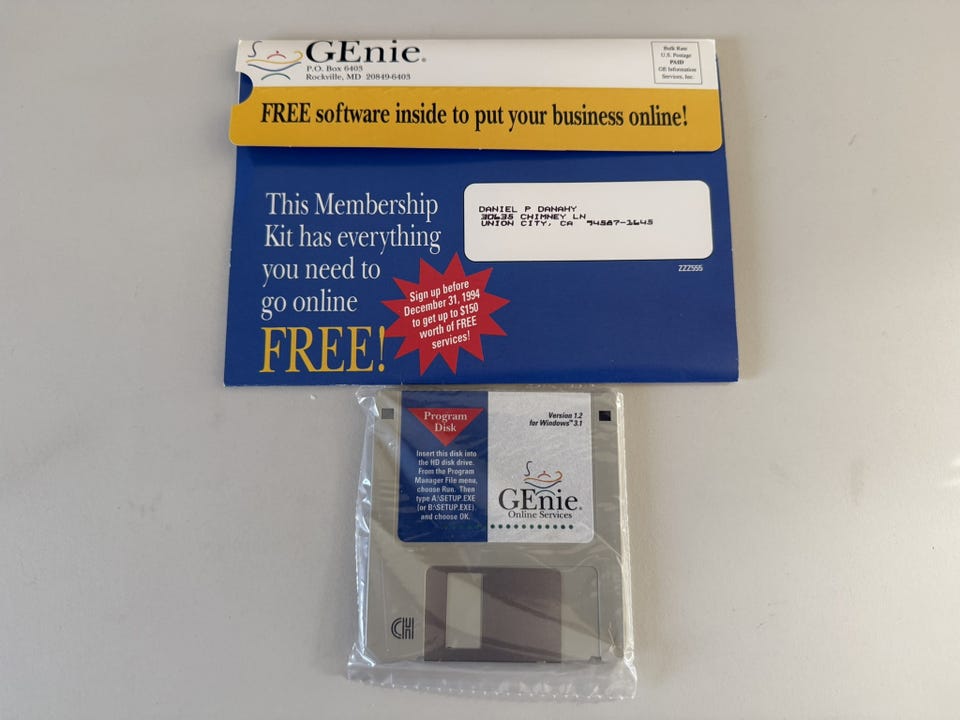 GEnie®
P.O. Box 6403
Rockville, MD 20849-6403
Bulk Rate
U.S. Postage
PAID
GE Information
Services, Inc.
FREE software inside to put your business online!
This Membership
Kit has everything
you need to
go online
FREE!
DANIEL P DANAHY
30635 CHIMNEY LN
UNION CITY, CA 94587-1645
ZZZ555
Sign up before
December 31, 1994
to get up to $150
worth of FREE
services!
Program
Disk
Insert this disk into
the HD disk drive.
From the Program
Manager File menu,
choose Run. Then
type A:\SETUP.EXE
(or B:\SETUP.EXE)
and choose OK.
Version 1.2
for Windows™ 3.1
GEnie®
Online Services